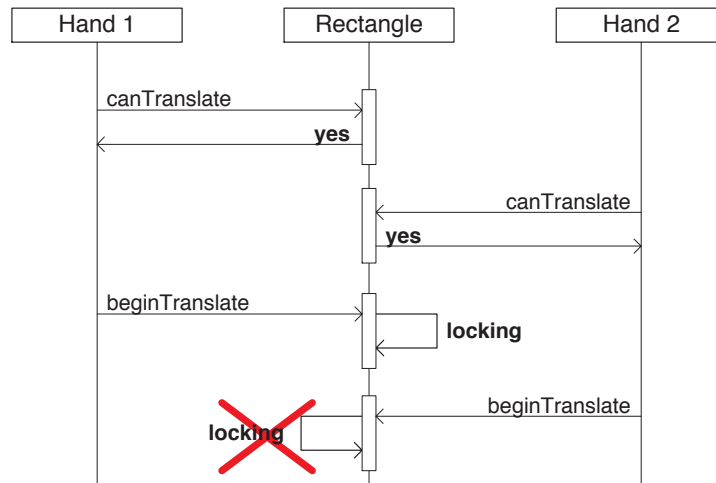 Hand 1
Rectangle
Hand 2
canTranslate
yes
canTranslate
yes
beginTranslate
locking
beginTranslate
locking